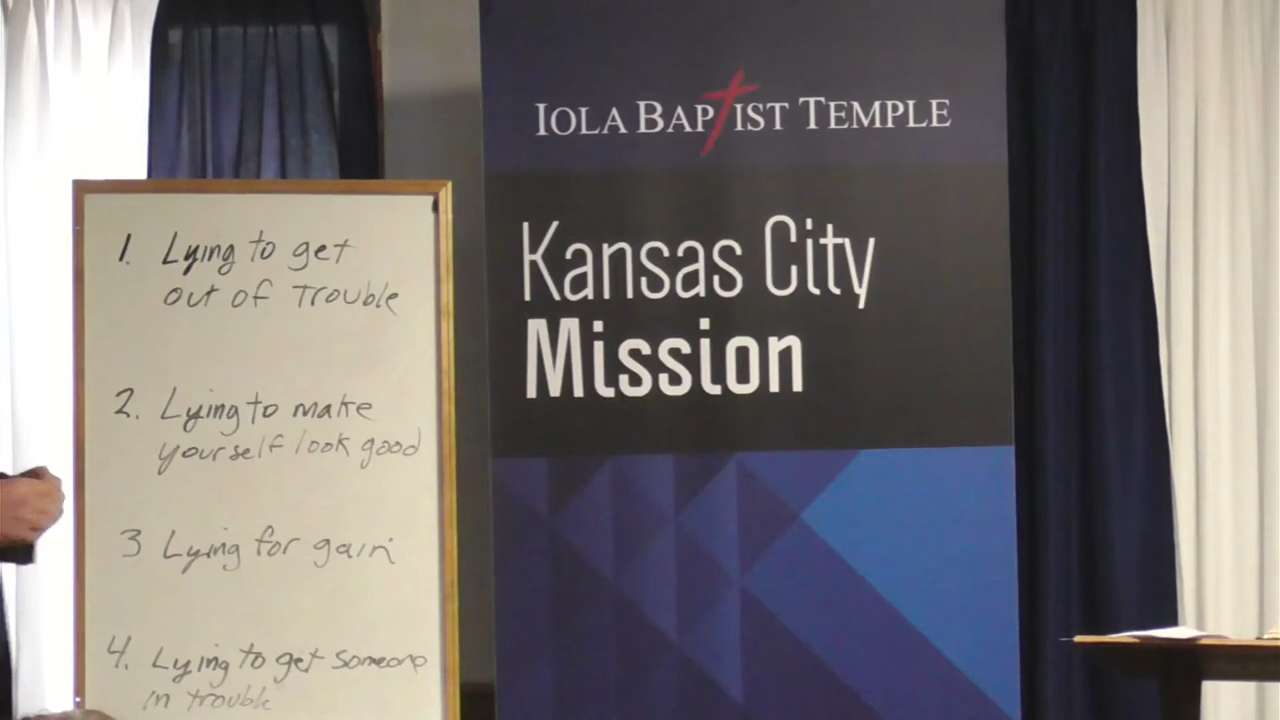 1. Lying to get
out of Trouble
2. Lying to make
yourself look good
3 Lying for gain
4. Lying to get someone
in trouble
IOLA BAPTIST TEMPLE
Kansas City
Mission